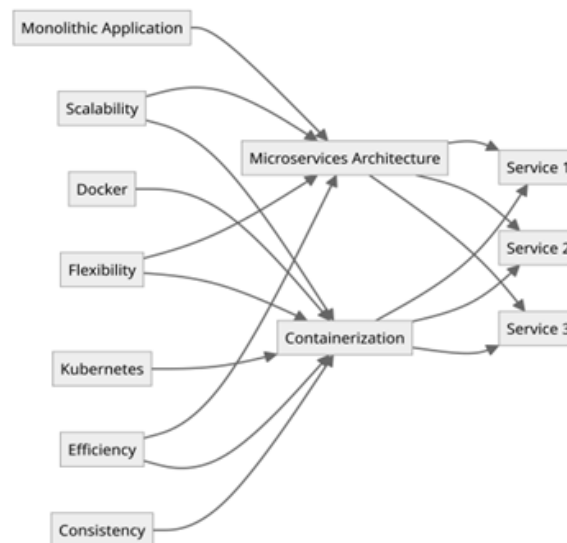 Monolithic Application
Scalability
Microservices Architecture
Service 1
Docker
Service 2
Flexibility
Service 3
Containerization
Kubernetes
Efficiency
Consistency